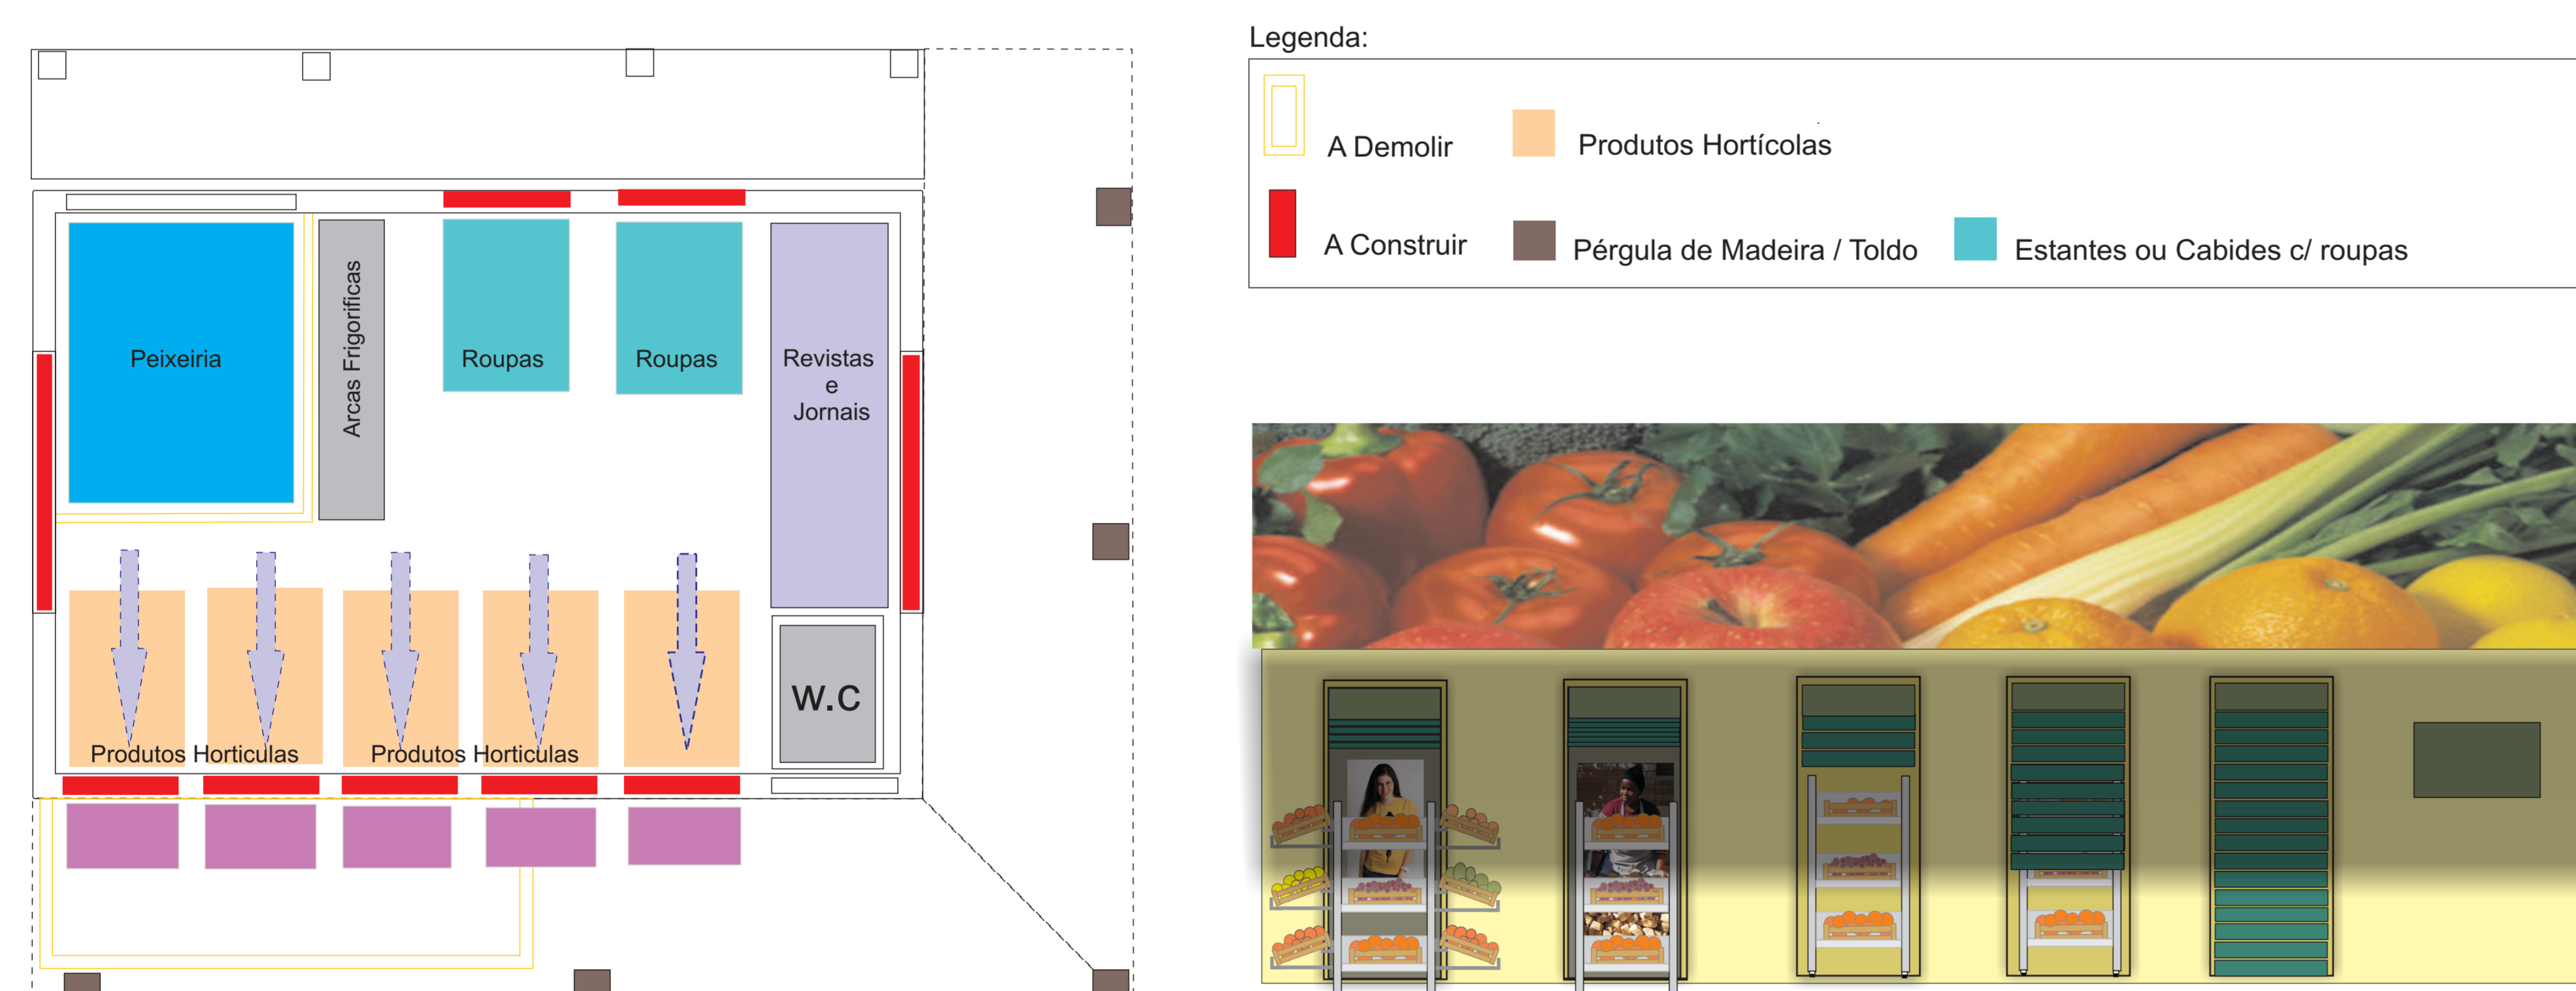 Legenda:
A Demolir
Produtos Hortícolas
A Construir
Pérgula de Madeira / Toldo
Estantes ou Cabides c/ roupas
Peixeiria
Arcas Frigorificas
Roupas
Roupas
Revistas
e
Jornais
W.C
Produtos Horticulas
Produtos Horticulas